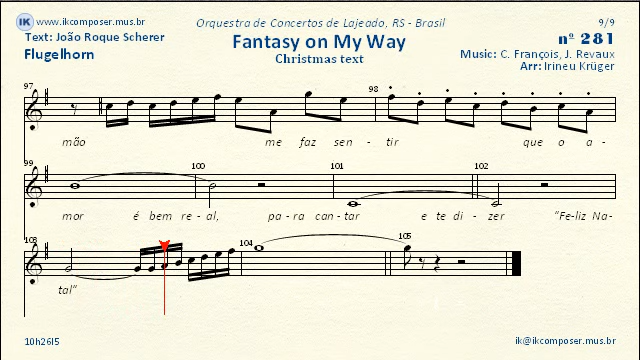 IK www.ikcomposer.mus.br
Orquestra de Concertos de Lajeado, RS - Brasil
9/9
Text: João Roque Scherer
Fantasy on My Way
nº 281
Flugelhorn
Christmas text
Music: C. François, J. Revaux
Arr: Irineu Krüger
97 98
mão me faz sen - tir que o a -
99 100 101 102
mor é bem re - al, pa - ra can - tar e te di - zer "Fe - liz Na -
103 104 105
tal"
10h26l5
ik@ikcomposer.mus.br